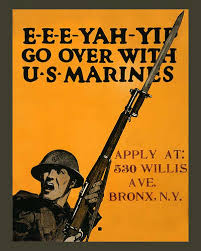 E-E-E-YAH-YIP
GO OVER WITH
U·S·MARINES
APPLY AT:
530 WILLIS
AVE.
BRONX, N.Y.